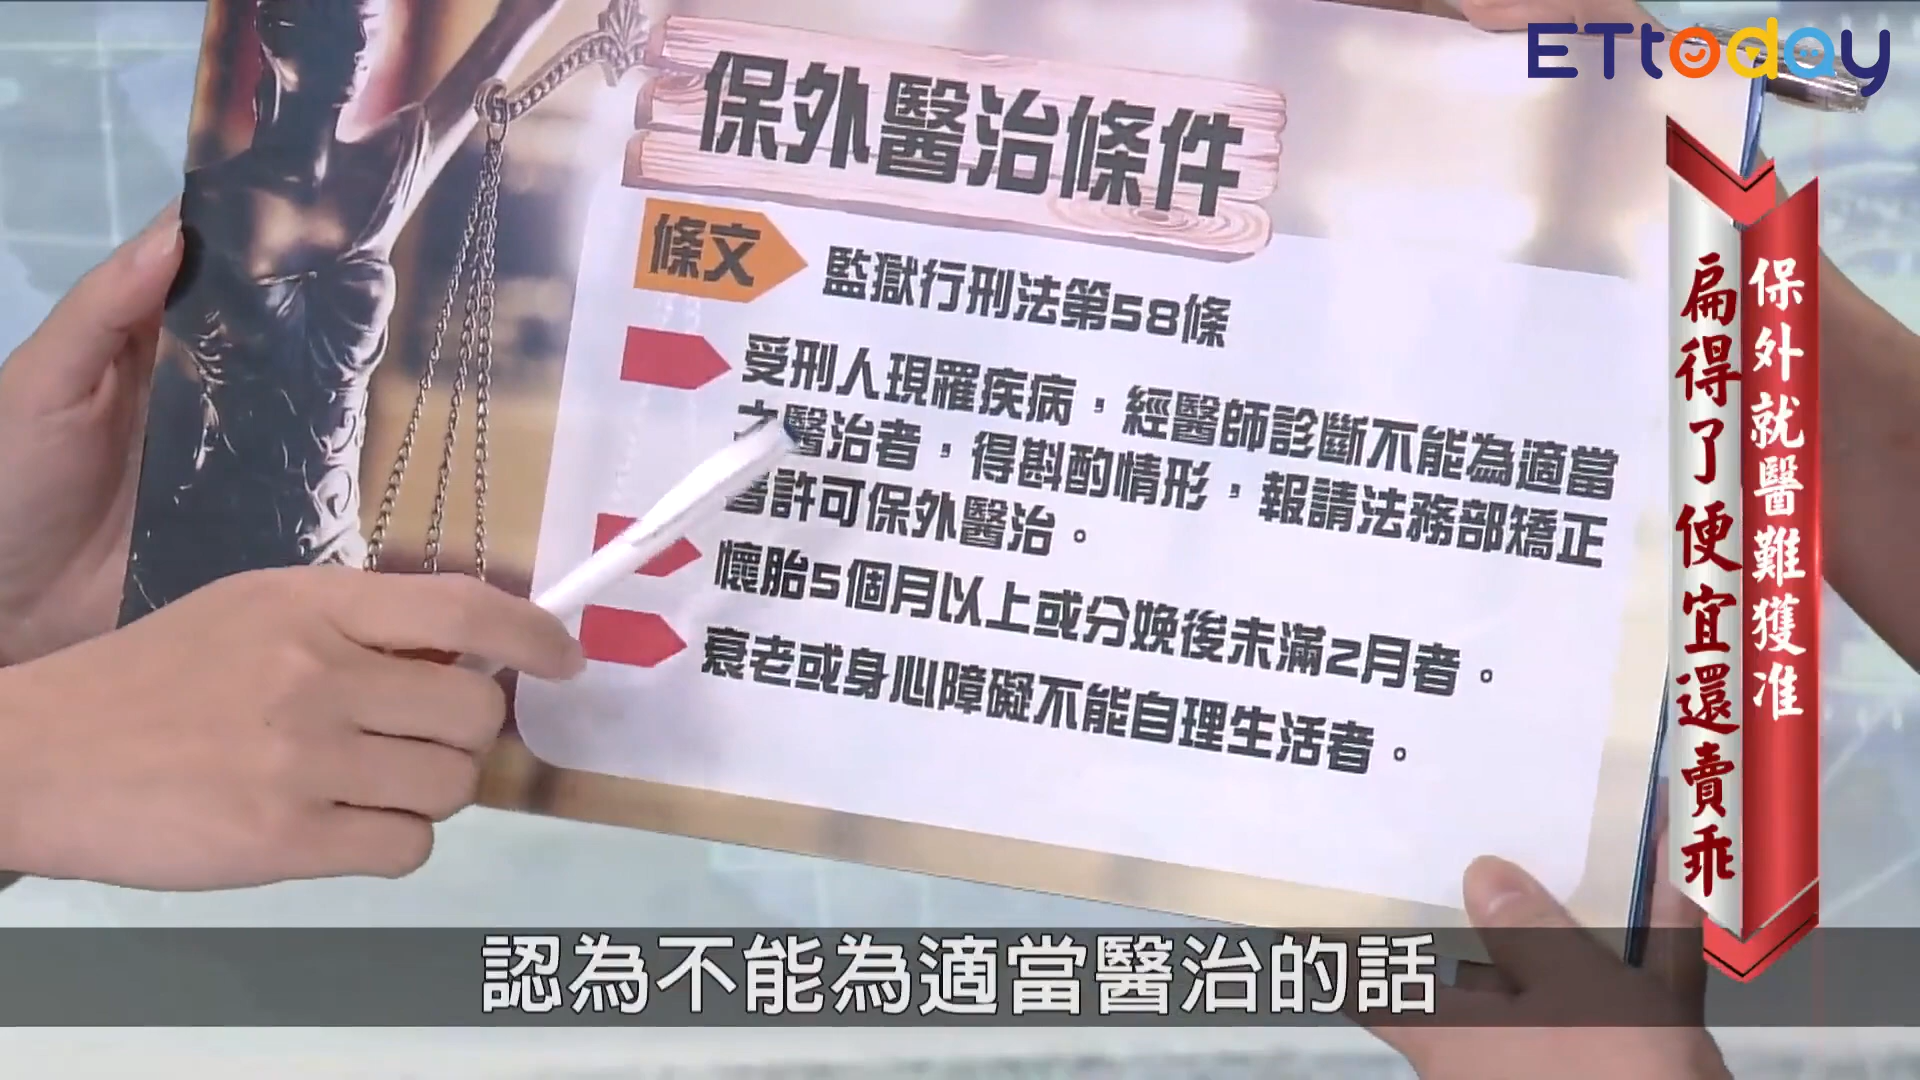 ETtoday
保外醫治條件
條文
監獄行刑法第58條
受刑人現罹疾病，經醫師診斷不能為適當
之醫治者，得斟酌情形，報請法務部矯正
署許可保外醫治。
懷胎5個月以上或分娩後未滿2月者。
衰老或身心障礙不能自理生活者。
保外就醫難獲准
扁得了便宜還賣乖
認為不能為適當醫治的話